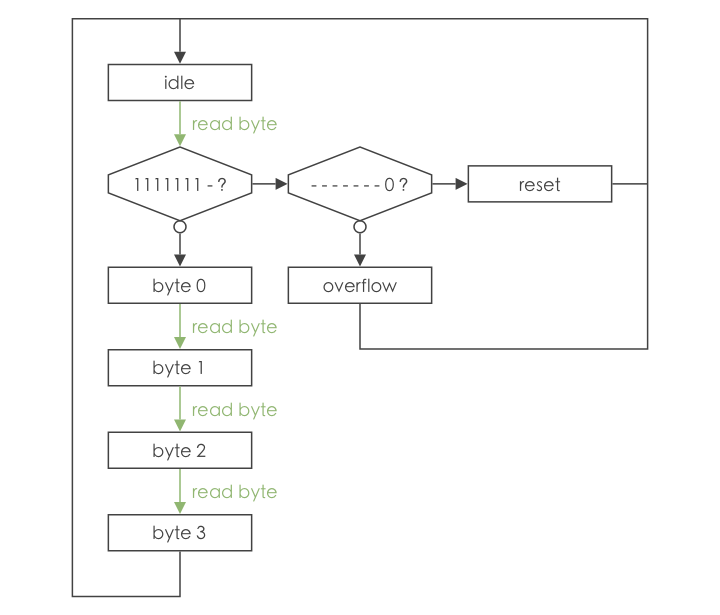 idle
read byte
1111111 - ?
- - - - - - - 0 ?
reset
byte 0
overflow
read byte
byte 1
read byte
byte 2
read byte
byte 3